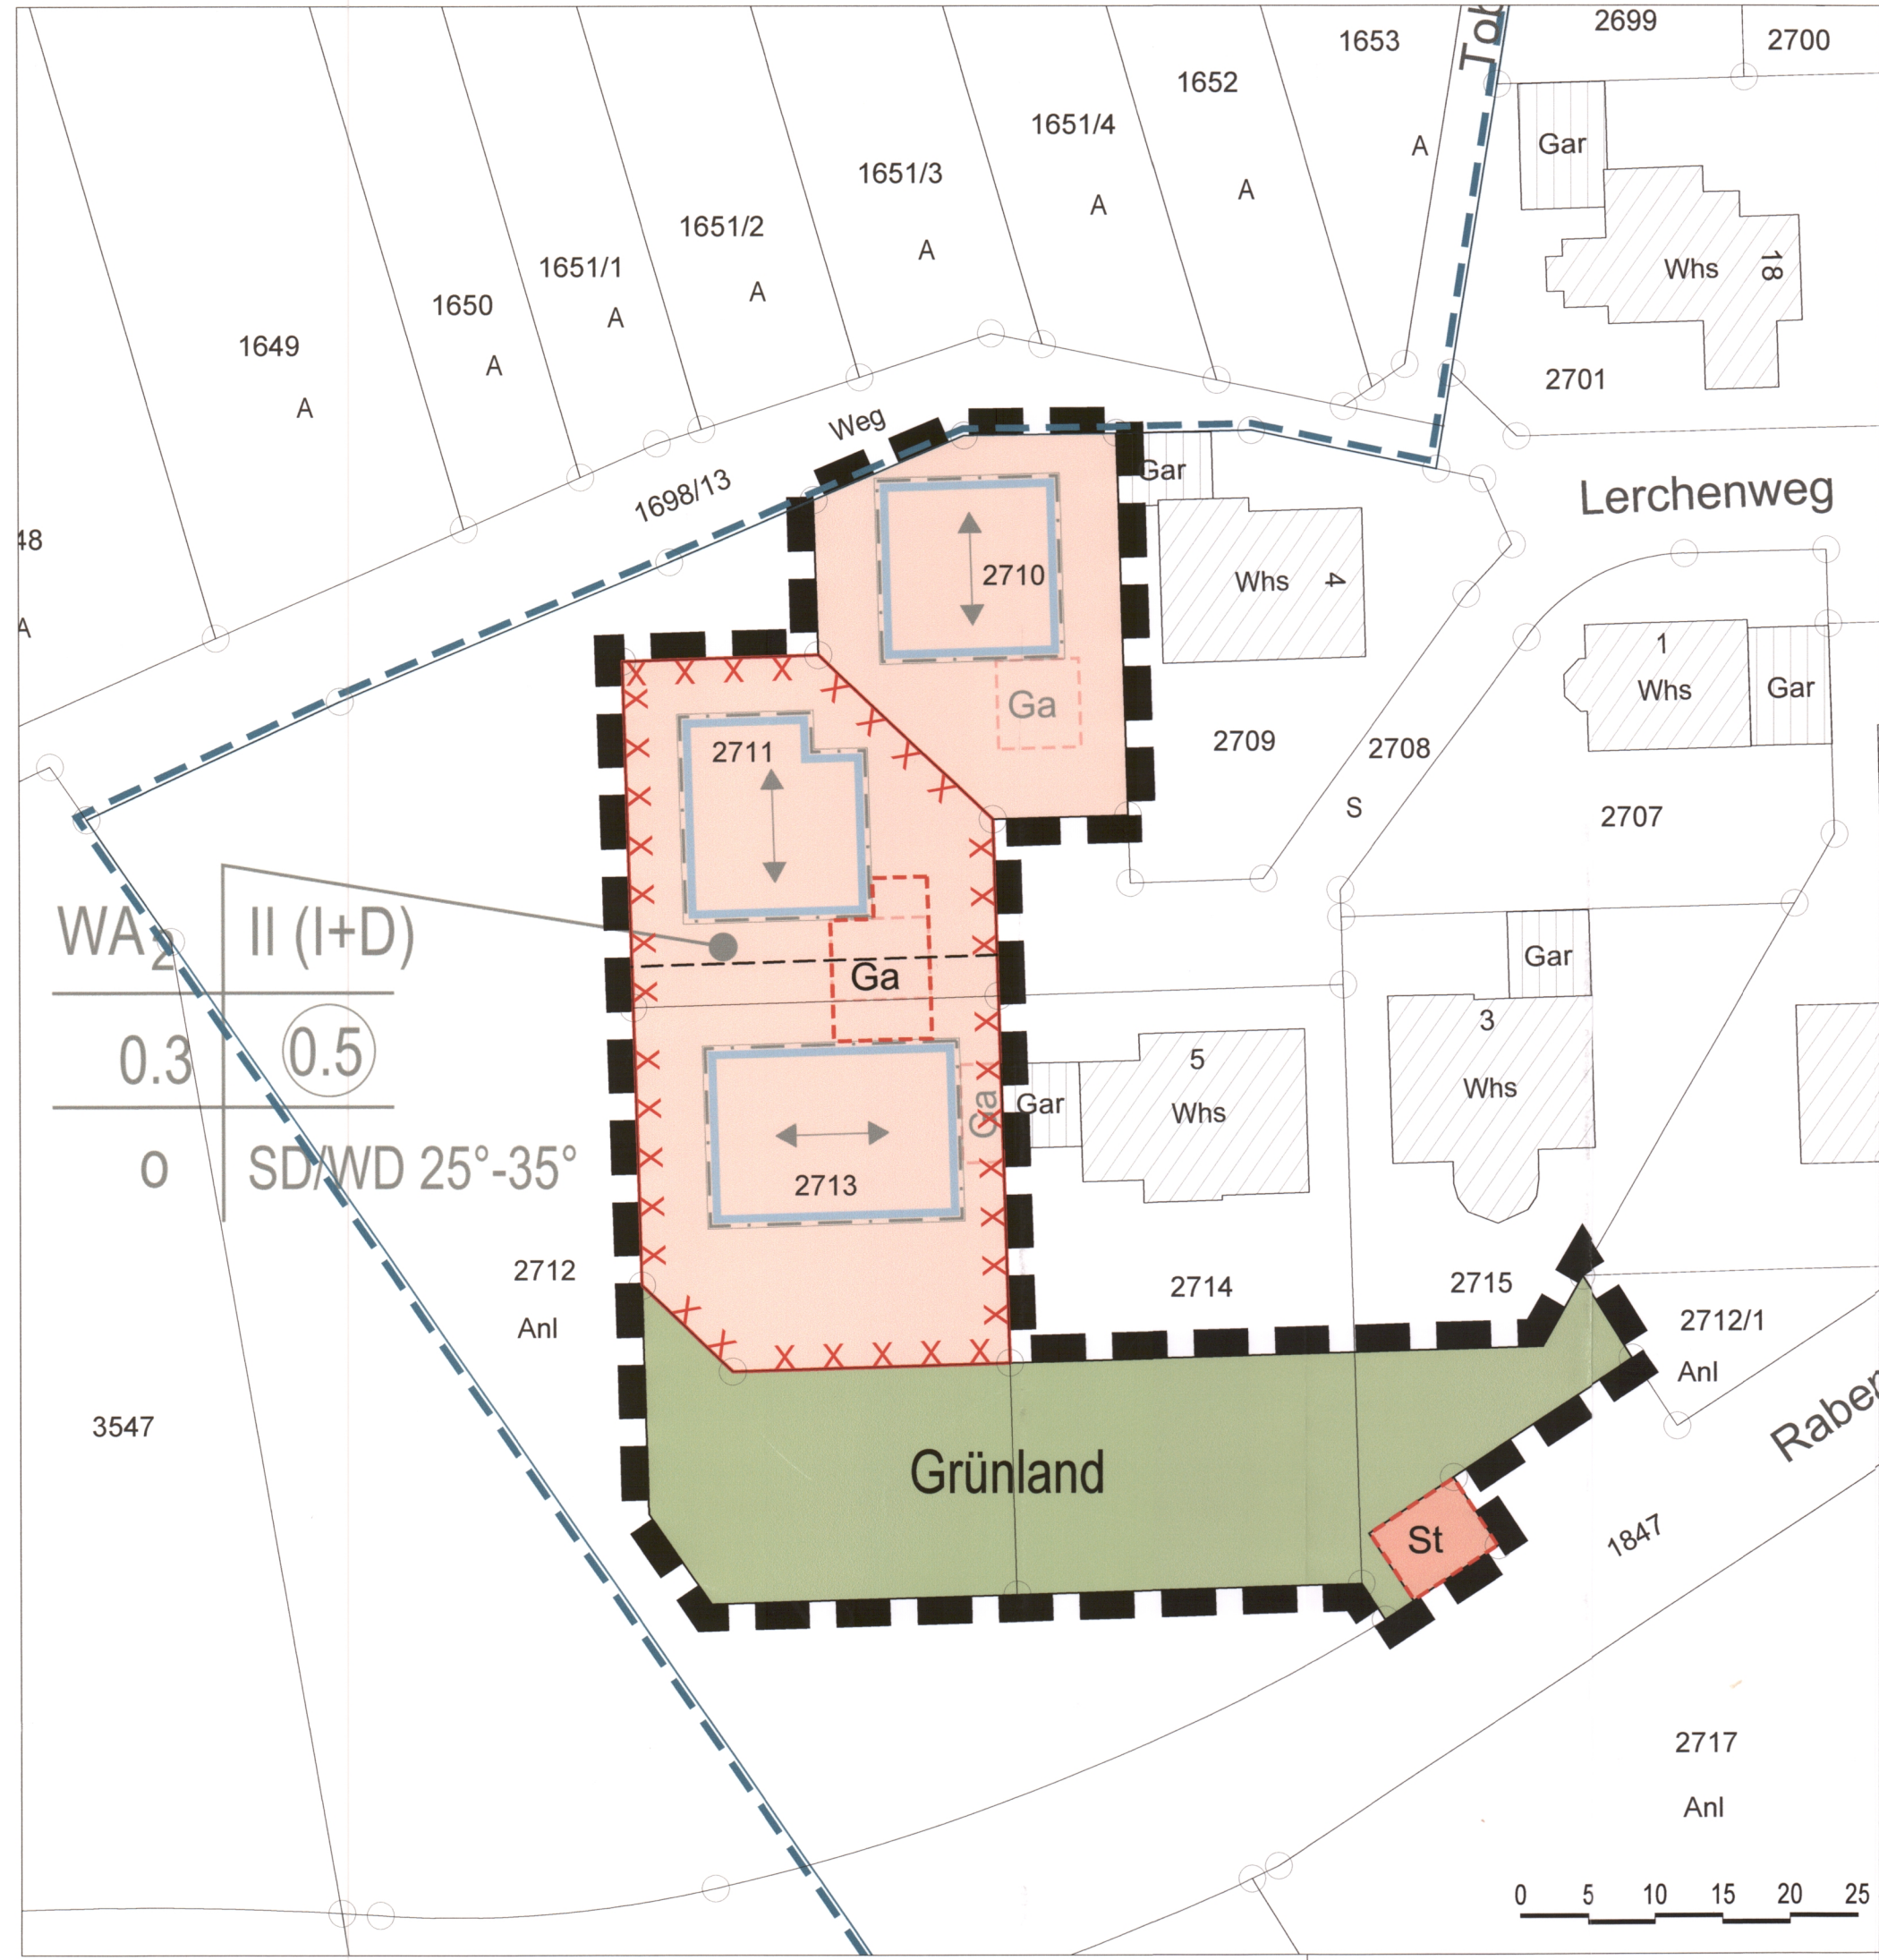 2699
2700
1653
1652
1651/4
1651/3
1651/2
1651/1
1650
1649
A
A
A
A
A
A
A
A
Tob
Gar
Whs
18
2701
Weg
1698/13
48
A
Lerchenweg
Gar
Whs
4
2710
Ga
2709
2708
S
1
Whs
Gar
2707
2711
WA2
II (I+D)
0.3
0.5
o
SD/WD 25°-35°
Ga
Gar
3
Whs
5
Whs
Gar
Ga
2713
2712
Anl
2714
2715
2712/1
Anl
3547
Grünland
St
Raben
1847
2717
Anl
0 5 10 15 20 25